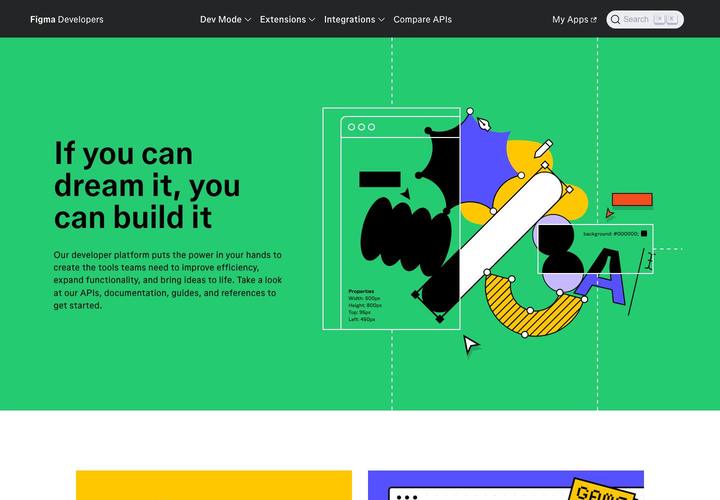 Figma Developers
Dev Mode
Extensions
Integrations
Compare APIs
My Apps
Search
K
If you can
dream it, you
can build it
Our developer platform puts the power in your hands to
create the tools teams need to improve efficiency,
expand functionality, and bring ideas to life. Take a look
at our APIs, documentation, guides, and references to
get started.
Properties
Width: 600px
Height: 800px
Top: 95px
Left: 450px
background: #000000;
A
GAME